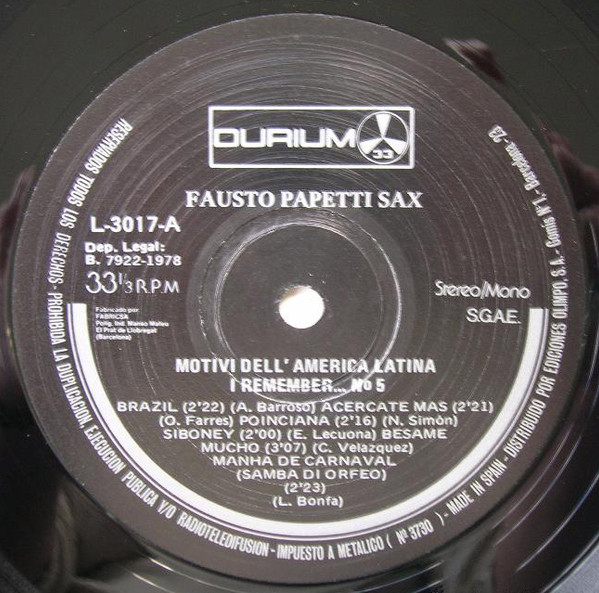 DURIUM
33
FAUSTO PAPETTI SAX
L-3017-A
Dep. Legal:
B. 7922-1978
33 1/3 R.P.M
Fabricado por
FABRICSA
Polig. Ind. Manso Mateu
El Prat de Llobregat
(Barcelona)
Stereo/Mono
S.G.A.E.
MOTIVI DELL' AMERICA LATINA
I REMEMBER... Nº 5
BRAZIL (2'22) (A. Barroso) ACERCATE MAS (2'21)
(O. Farres) POINCIANA (2'16) (N. Simòn)
SIBONEY (2'00) (E. Lecuona) BESAME
MUCHO (3'07) (C. Velazquez)
MANHA DE CARNAVAL
(SAMBA DI ORFEO)
(2'23)
(L. Bonfa)
RESERVADOS TODOS LOS DERECHOS - PROHIBIDA LA DUPLICACION, EJECUCION PUBLICA Y/O RADIOTELEDIFUSION - IMPUESTO A METALICO ( Nº 3730 ) - MADE IN SPAIN - DISTRIBUIDO POR EDICIONES OLIMPO, S.A. - Gomis Nº 1, Barcelona - 23